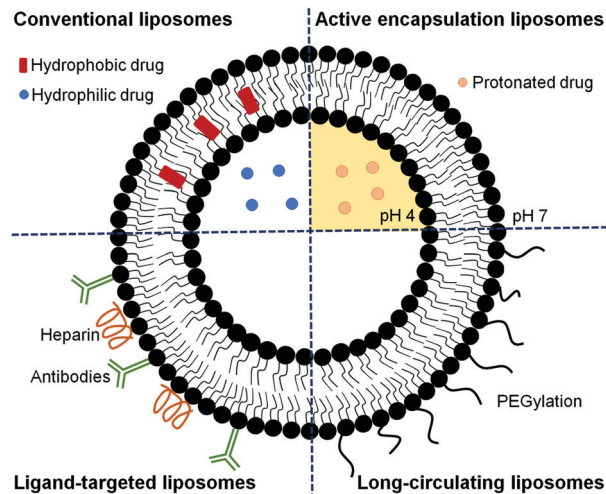 Conventional liposomes
Active encapsulation liposomes
Hydrophobic drug
Hydrophilic drug
Protonated drug
pH 4
pH 7
Heparin
Antibodies
PEGylation
Ligand-targeted liposomes
Long-circulating liposomes